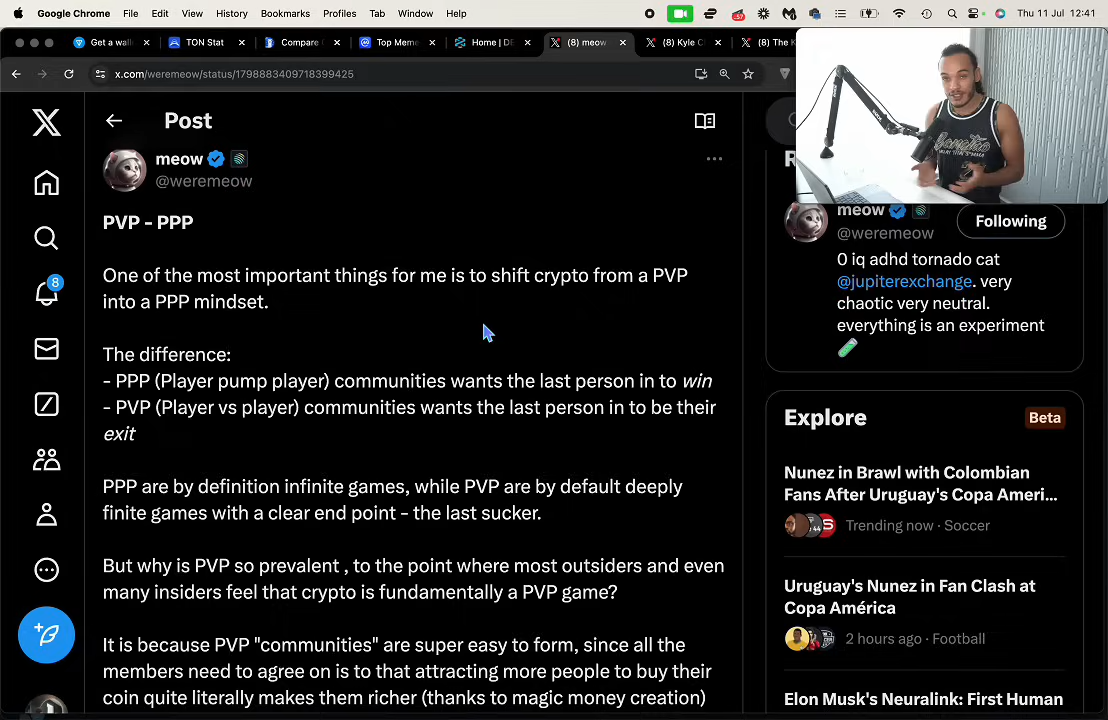 Google Chrome File Edit View History Bookmarks Profiles Tab Window Help Thu 11 Jul 12:41
Get a wall TON Stat Compare Top Meme Home | DE (8) meow (8) Kyle C (8) The K
x.com/weremeow/status/1798883409718399425
Post
meow
@weremeow
PVP - PPP
One of the most important things for me is to shift crypto from a PVP
into a PPP mindset.
The difference:
- PPP (Player pump player) communities wants the last person in to win
- PVP (Player vs player) communities wants the last person in to be their
exit
PPP are by definition infinite games, while PVP are by default deeply
finite games with a clear end point - the last sucker.
But why is PVP so prevalent , to the point where most outsiders and even
many insiders feel that crypto is fundamentally a PVP game?
It is because PVP "communities" are super easy to form, since all the
members need to agree on is to that attracting more people to buy their
coin quite literally makes them richer (thanks to magic money creation)
8
meow
@weremeow
Following
0 iq adhd tornado cat
@jupiterexchange. very
chaotic very neutral.
everything is an experiment
Explore
Beta
Nunez in Brawl with Colombian
Fans After Uruguay's Copa Ameri...
Trending now · Soccer
Uruguay's Nunez in Fan Clash at
Copa América
2 hours ago · Football
Elon Musk's Neuralink: First Human